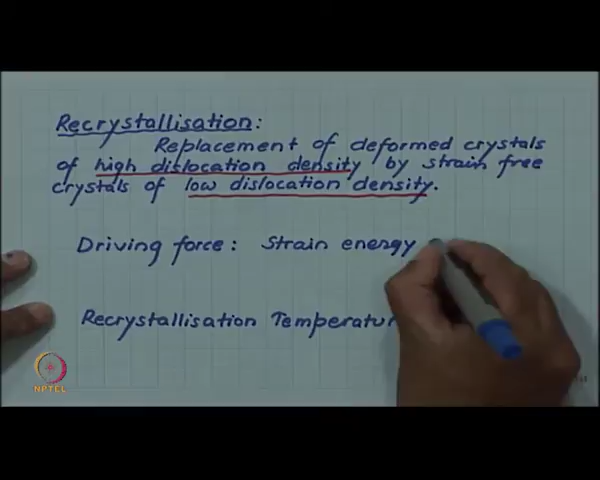 Recrystallisation:
Replacement of deformed crystals
of high dislocation density by strain free
crystals of low dislocation density.
Driving force: Strain energy
Recrystallisation Temperatur
NPTEL